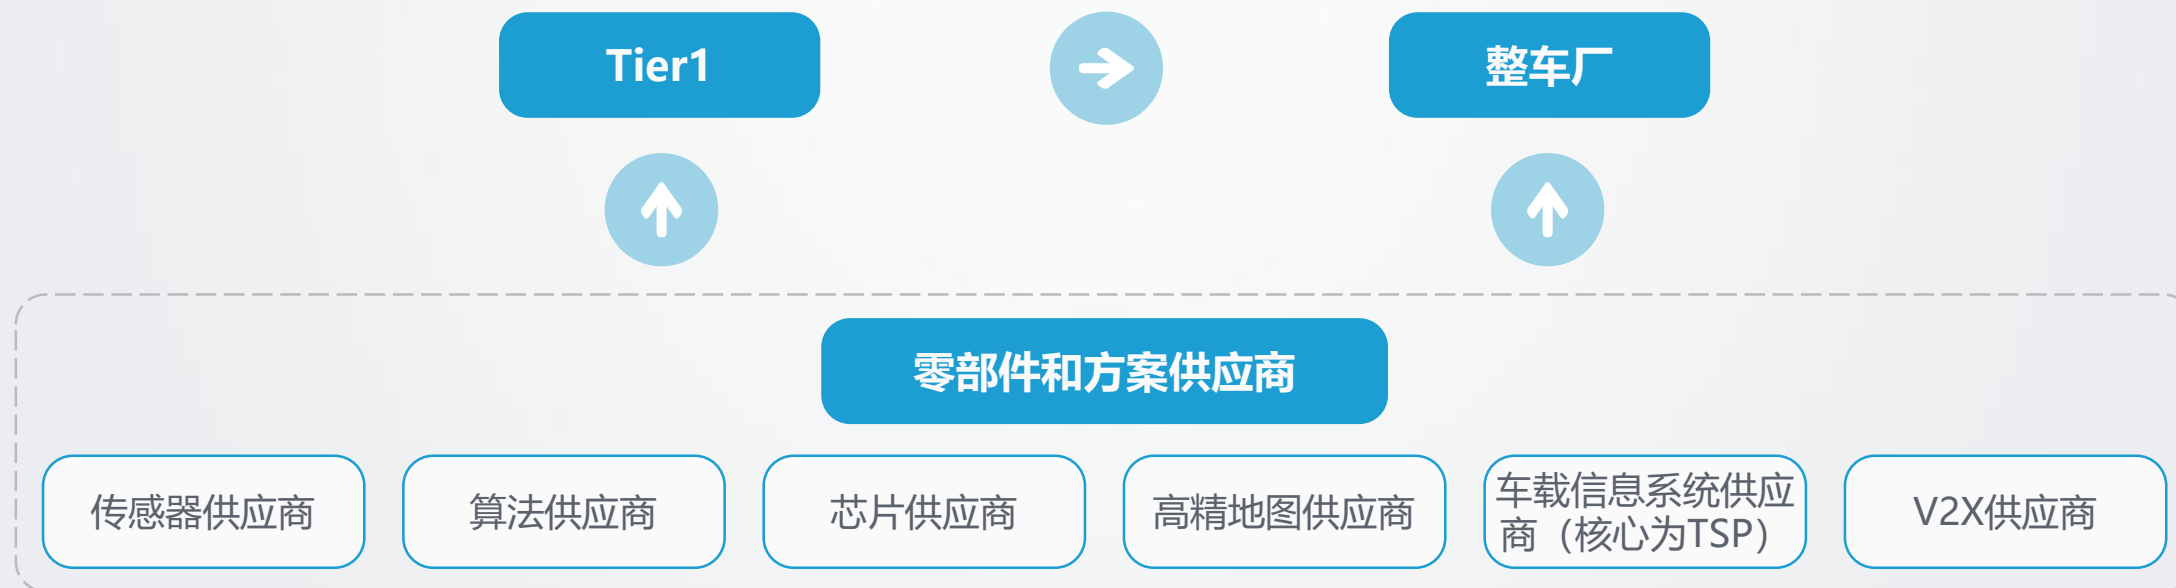 Tier1
整车厂
零部件和方案供应商
传感器供应商
算法供应商
芯片供应商
高精地图供应商
车载信息系统供应
商（核心为TSP）
V2X供应商